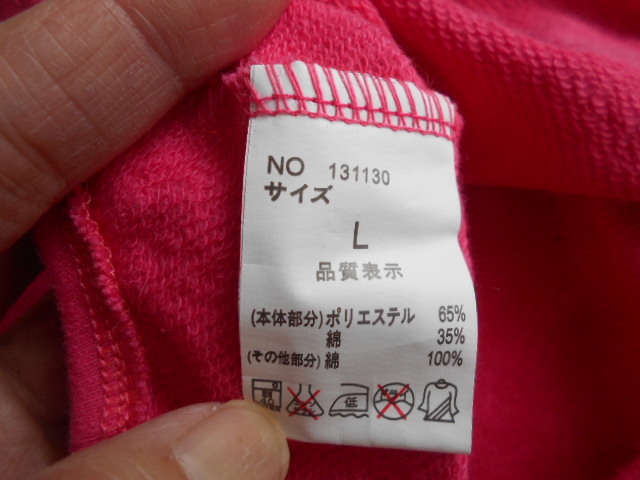 NO 131130
サイズ
L
品質表示
(本体部分)ポリエステル 65%
綿 35%
(その他部分)綿 100%
低